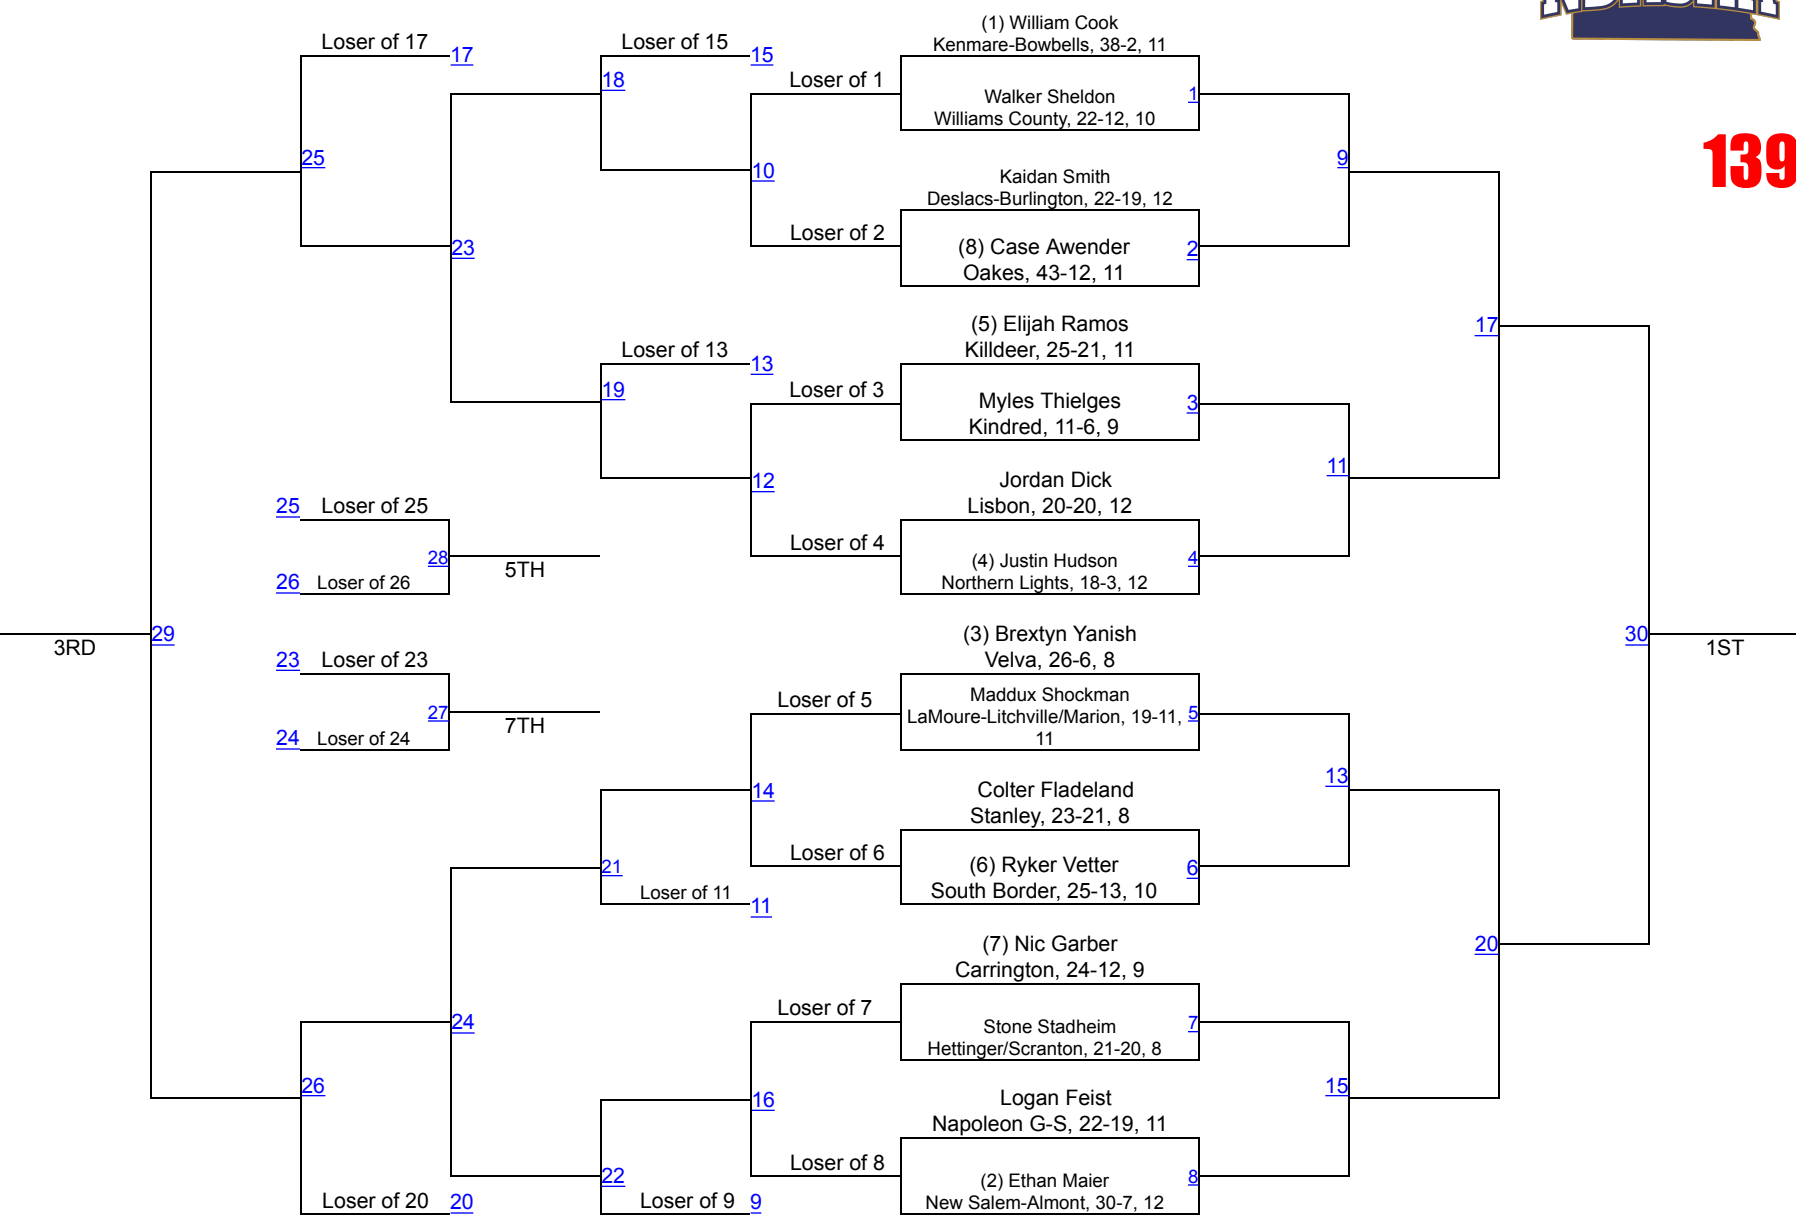 (1) William Cook
Kenmare-Bowbells, 38-2, 11
Loser of 17
17
Loser of 15
15
18
Loser of 1
Walker Sheldon
Williams County, 22-12, 10
1
139
25
10
9
Kaidan Smith
Deslacs-Burlington, 22-19, 12
23
Loser of 2
(8) Case Awender
Oakes, 43-12, 11
2
(5) Elijah Ramos
Killdeer, 25-21, 11
17
Loser of 13
13
19
Loser of 3
Myles Thielges
Kindred, 11-6, 9
3
12
11
Jordan Dick
Lisbon, 20-20, 12
25
Loser of 25
28
5TH
26
Loser of 26
Loser of 4
(4) Justin Hudson
Northern Lights, 18-3, 12
4
3RD
29
(3) Brextyn Yanish
Velva, 26-6, 8
30
1ST
23
Loser of 23
27
7TH
24
Loser of 24
Loser of 5
Maddux Shockman
LaMoure-Litchville/Marion, 19-11,
11
5
14
13
Colter Fladeland
Stanley, 23-21, 8
21
Loser of 11
11
Loser of 6
(6) Ryker Vetter
South Border, 25-13, 10
6
(7) Nic Garber
Carrington, 24-12, 9
20
24
Loser of 7
Stone Stadheim
Hettinger/Scranton, 21-20, 8
7
26
16
15
Logan Feist
Napoleon G-S, 22-19, 11
22
Loser of 8
(2) Ethan Maier
New Salem-Almont, 30-7, 12
8
Loser of 20
20
Loser of 9
9